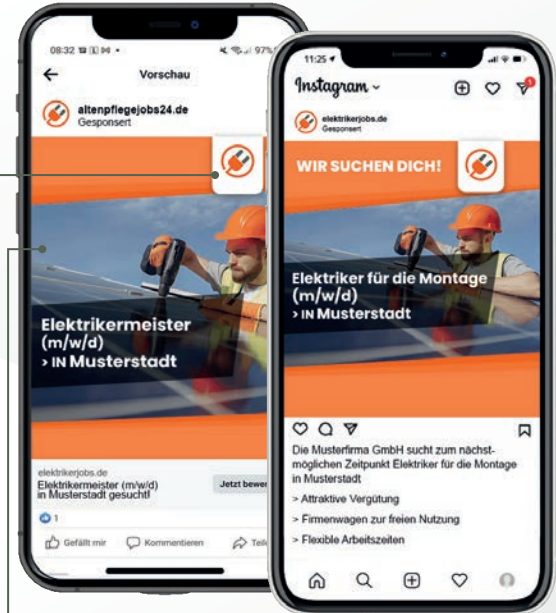 08:32
97%
Vorschau
altenpflegejobs24.de
Gesponsert
Elektrikermeister
(m/w/d)
> IN Musterstadt
elektrikerjobs.de
Elektrikermeister (m/w/d)
in Musterstadt gesucht!
Jetzt bewer
1
Gefällt mir
Kommentieren
Teile
11:25
Instagram
1
elektrikerjobs.de
Gesponsert
WIR SUCHEN DICH!
Elektriker für die Montage
(m/w/d)
> IN Musterstadt
Die Musterfirma GmbH sucht zum nächst-
möglichen Zeitpunkt Elektriker für die Montage
in Musterstadt
> Attraktive Vergütung
> Firmenwagen zur freien Nutzung
> Flexible Arbeitszeiten